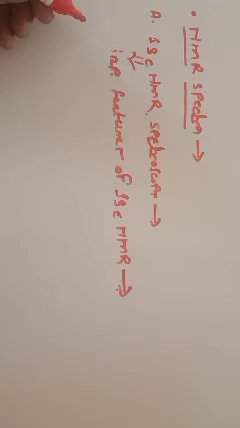 • NMR Spectra →
A. 13C NMR Spectroscopy →
imp features of 13C NMR →